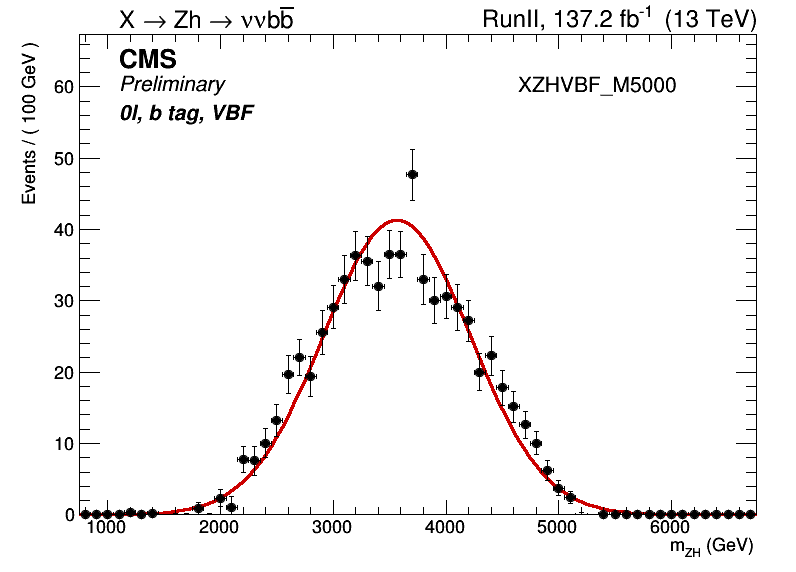 X → Zh → ννbb̅
RunII, 137.2 fb⁻¹ (13 TeV)
CMS
Preliminary
0l, b tag, VBF
XZHVBF_M5000
Events / ( 100 GeV )
60
50
40
30
20
10
0
1000 2000 3000 4000 5000 6000
m_ZH (GeV)